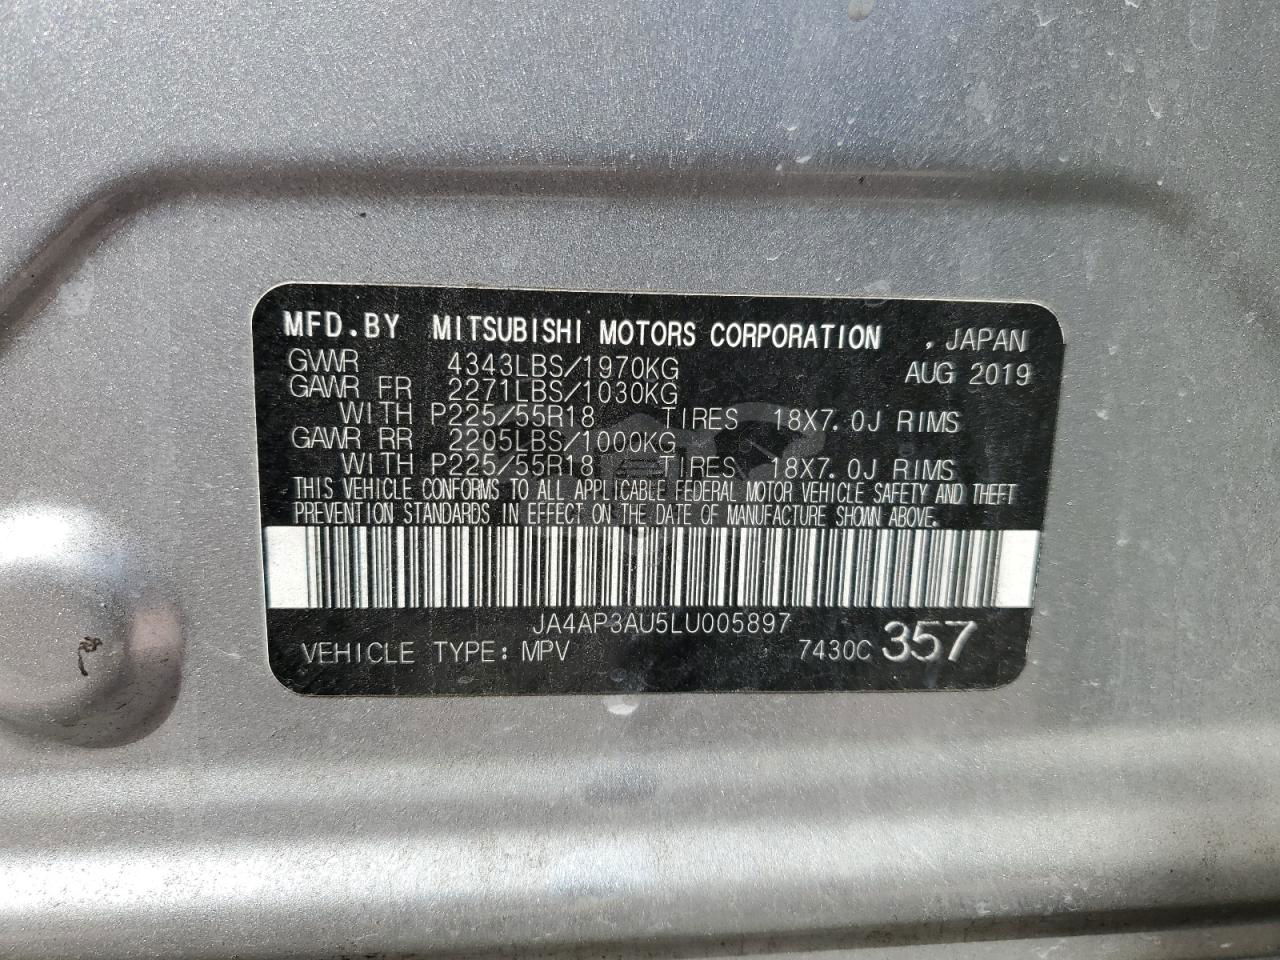 MFD.BY MITSUBISHI MOTORS CORPORATION , JAPAN
GVWR 4343LBS/1970KG AUG 2019
GAWR FR 2271LBS/1030KG
WITH P225/55R18 TIRES 18X7.0J RIMS
GAWR RR 2205LBS/1000KG
WITH P225/55R18 TIRES 18X7.0J RIMS
THIS VEHICLE CONFORMS TO ALL APPLICABLE FEDERAL MOTOR VEHICLE SAFETY AND THEFT
PREVENTION STANDARDS IN EFFECT ON THE DATE OF MANUFACTURE SHOWN ABOVE.
JA4AP3AU5LU005897
VEHICLE TYPE: MPV 7430C 357